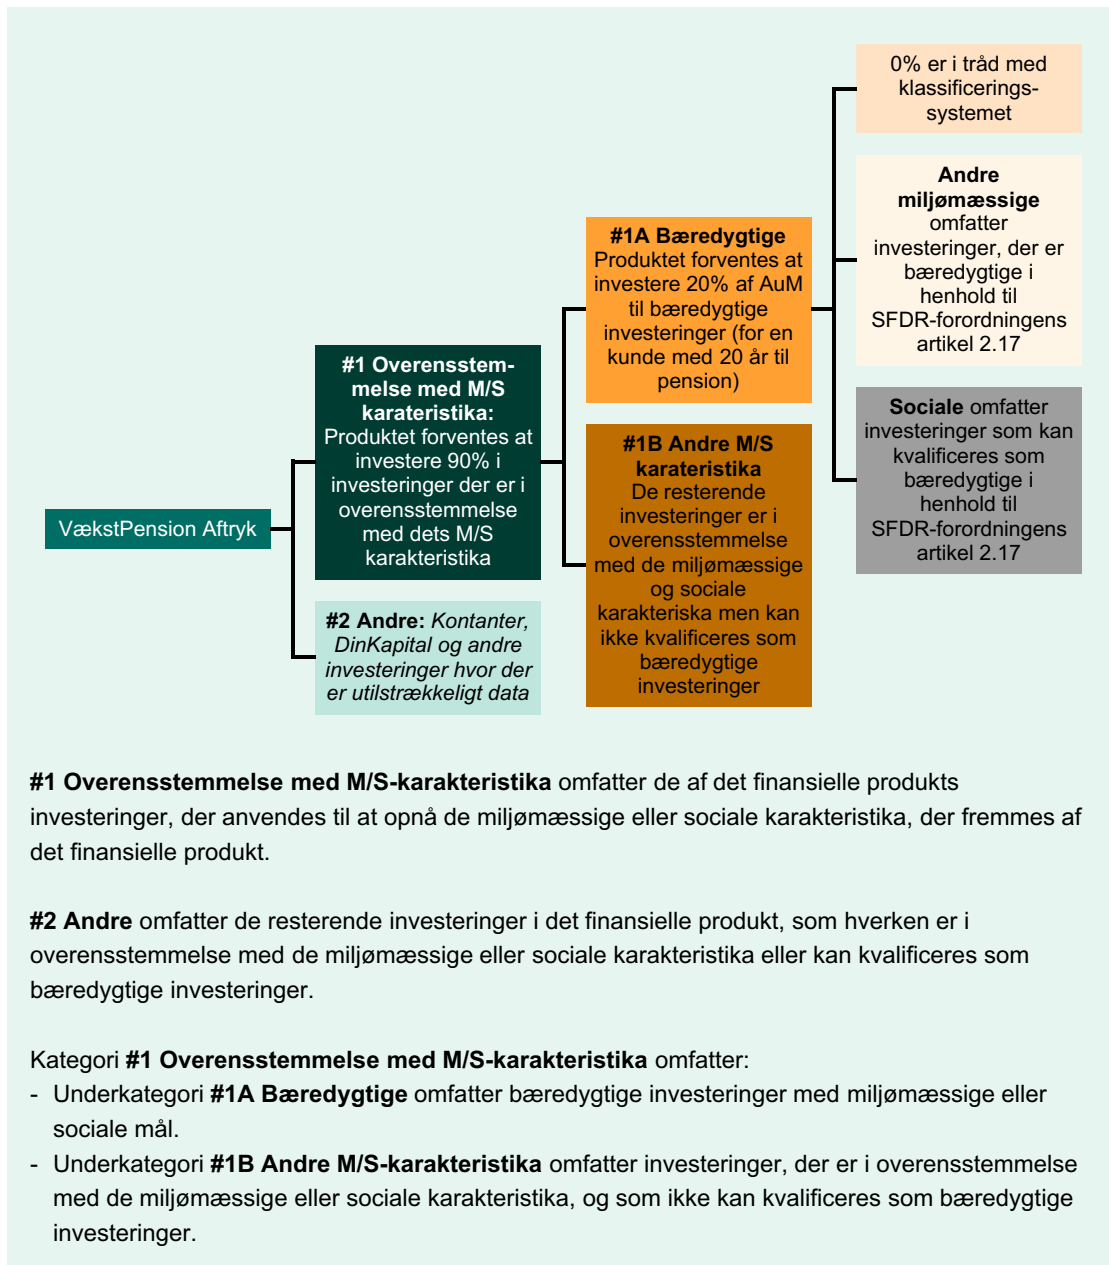 VækstPension Aftryk
#1 Overensstem-
melse med M/S
karateristika:
Produktet forventes at
investere 90% i
investeringer der er i
overensstemmelse
med dets M/S
karakteristika
#2 Andre: Kontanter,
DinKapital og andre
investeringer hvor der
er utilstrækkeligt data
#1A Bæredygtige
Produktet forventes at
investere 20% af AuM
til bæredygtige
investeringer (for en
kunde med 20 år til
pension)
#1B Andre M/S
karateristika
De resterende
investeringer er i
overensstemmelse
med de miljømæssige
og sociale
karakteriska men kan
ikke kvalificeres som
bæredygtige
investeringer
0% er i tråd med
klassificerings-
systemet
Andre
miljømæssige
omfatter
investeringer, der er
bæredygtige i
henhold til
SFDR-forordningens
artikel 2.17
Sociale omfatter
investeringer som kan
kvalificeres som
bæredygtige i
henhold til
SFDR-forordningens
artikel 2.17
#1 Overensstemmelse med M/S-karakteristika omfatter de af det finansielle produkts
investeringer, der anvendes til at opnå de miljømæssige eller sociale karakteristika, der fremmes af
det finansielle produkt.
#2 Andre omfatter de resterende investeringer i det finansielle produkt, som hverken er i
overensstemmelse med de miljømæssige eller sociale karakteristika eller kan kvalificeres som
bæredygtige investeringer.
Kategori #1 Overensstemmelse med M/S-karakteristika omfatter:
- Underkategori #1A Bæredygtige omfatter bæredygtige investeringer med miljømæssige eller
sociale mål.
- Underkategori #1B Andre M/S-karakteristika omfatter investeringer, der er i overensstemmelse
med de miljømæssige eller sociale karakteristika, og som ikke kan kvalificeres som bæredygtige
investeringer.